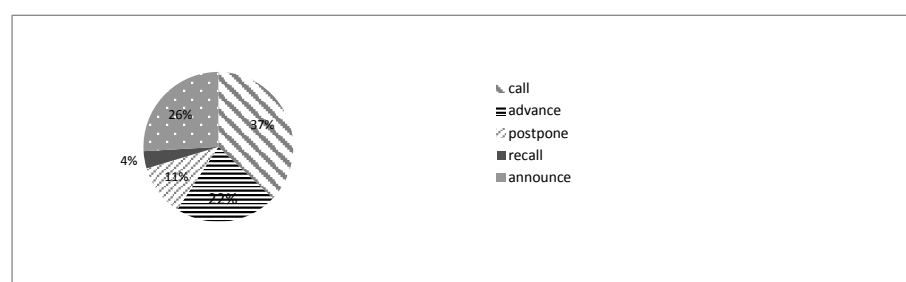 call
advance
postpone
recall
announce
37%
22%
11%
4%
26%